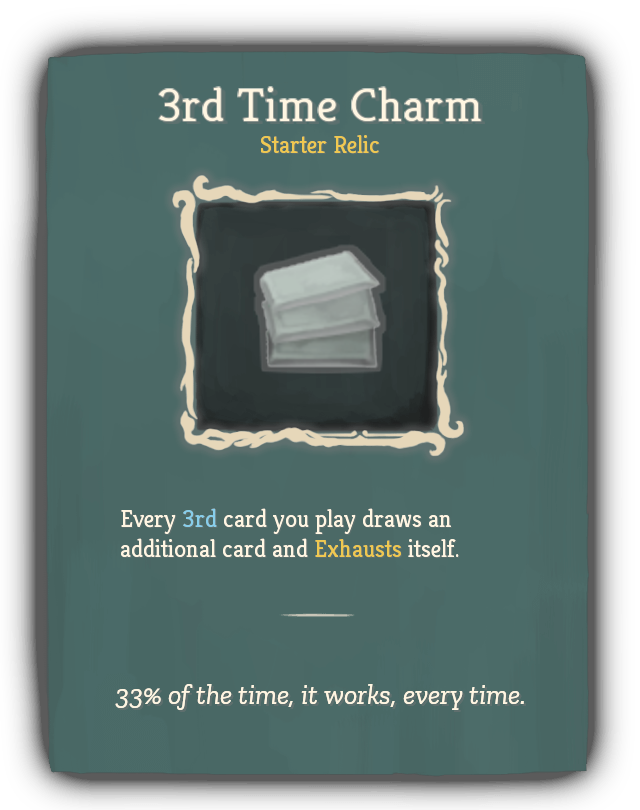 3rd Time Charm
Starter Relic
Every 3rd card you play draws an
additional card and Exhausts itself.
33% of the time, it works, every time.